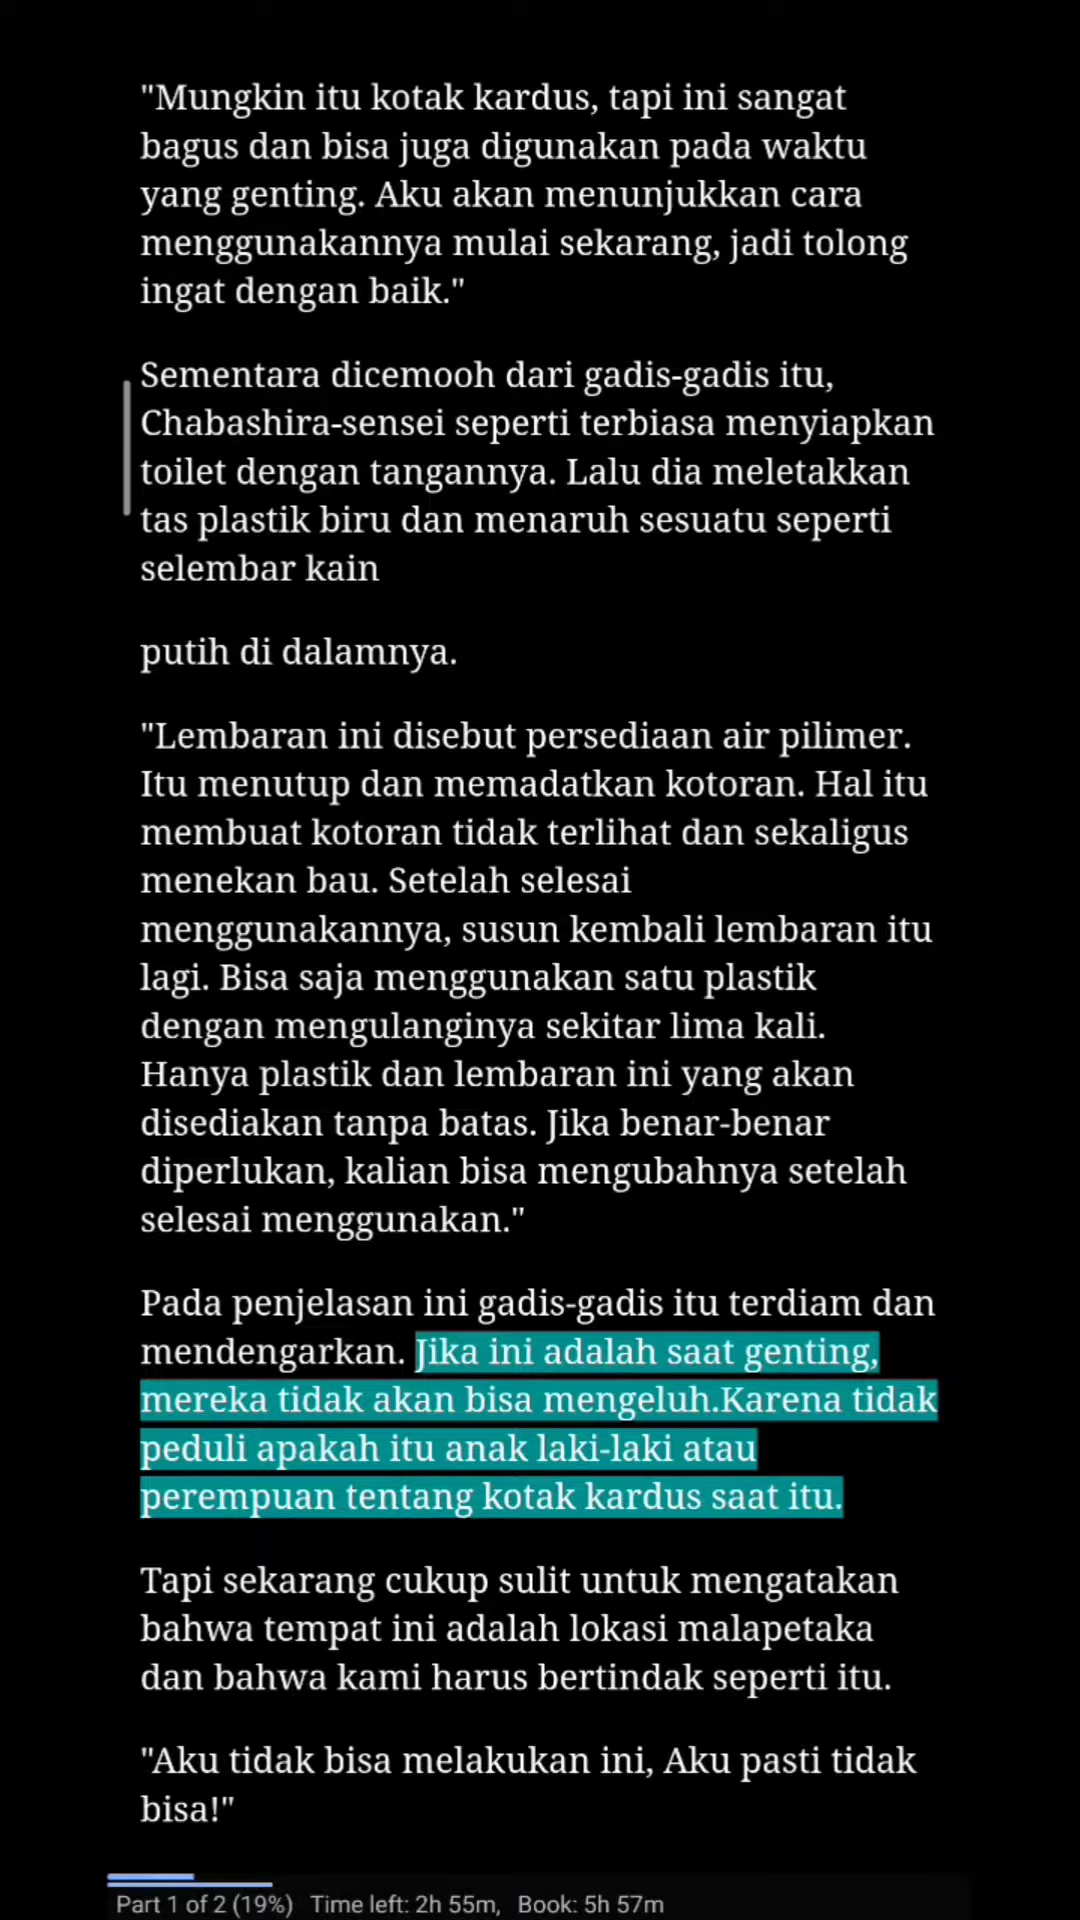 "Mungkin itu kotak kardus, tapi ini sangat
bagus dan bisa juga digunakan pada waktu
yang genting. Aku akan menunjukkan cara
menggunakannya mulai sekarang, jadi tolong
ingat dengan baik."
Sementara dicemooh dari gadis-gadis itu,
Chabashira-sensei seperti terbiasa menyiapkan
toilet dengan tangannya. Lalu dia meletakkan
tas plastik biru dan menaruh sesuatu seperti
selembar kain
putih di dalamnya.
"Lembaran ini disebut persediaan air pilimer.
Itu menutup dan memadatkan kotoran. Hal itu
membuat kotoran tidak terlihat dan sekaligus
menekan bau. Setelah selesai
menggunakannya, susun kembali lembaran itu
lagi. Bisa saja menggunakan satu plastik
dengan mengulanginya sekitar lima kali.
Hanya plastik dan lembaran ini yang akan
disediakan tanpa batas. Jika benar-benar
diperlukan, kalian bisa mengubahnya setelah
selesai menggunakan."
Pada penjelasan ini gadis-gadis itu terdiam dan
mendengarkan. Jika ini adalah saat genting,
mereka tidak akan bisa mengeluh.Karena tidak
peduli apakah itu anak laki-laki atau
perempuan tentang kotak kardus saat itu.
Tapi sekarang cukup sulit untuk mengatakan
bahwa tempat ini adalah lokasi malapetaka
dan bahwa kami harus bertindak seperti itu.
"Aku tidak bisa melakukan ini, Aku pasti tidak
bisa!"
Part 1 of 2 (19%) Time left: 2h 55m, Book: 5h 57m